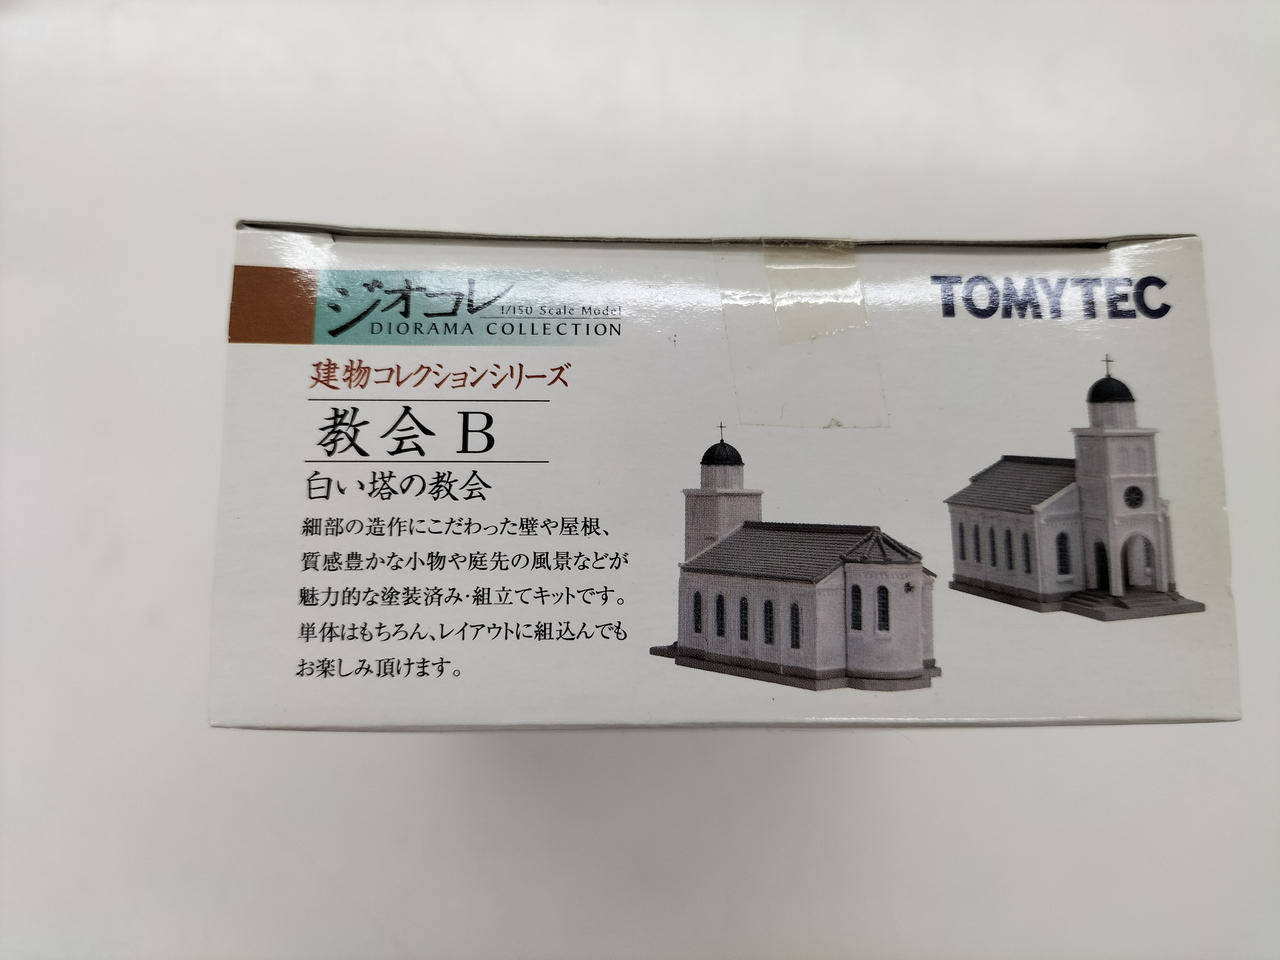 ジオコレ
1/150 Scale Model
DIORAMA COLLECTION
TOMYTEC
建物コレクションシリーズ
教会 B
白い塔の教会
細部の造作にこだわった壁や屋根、
質感豊かな小物や庭先の風景などが
魅力的な塗装済み・組立てキットです。
単体はもちろん、レイアウトに組込んでも
お楽しみ頂けます。